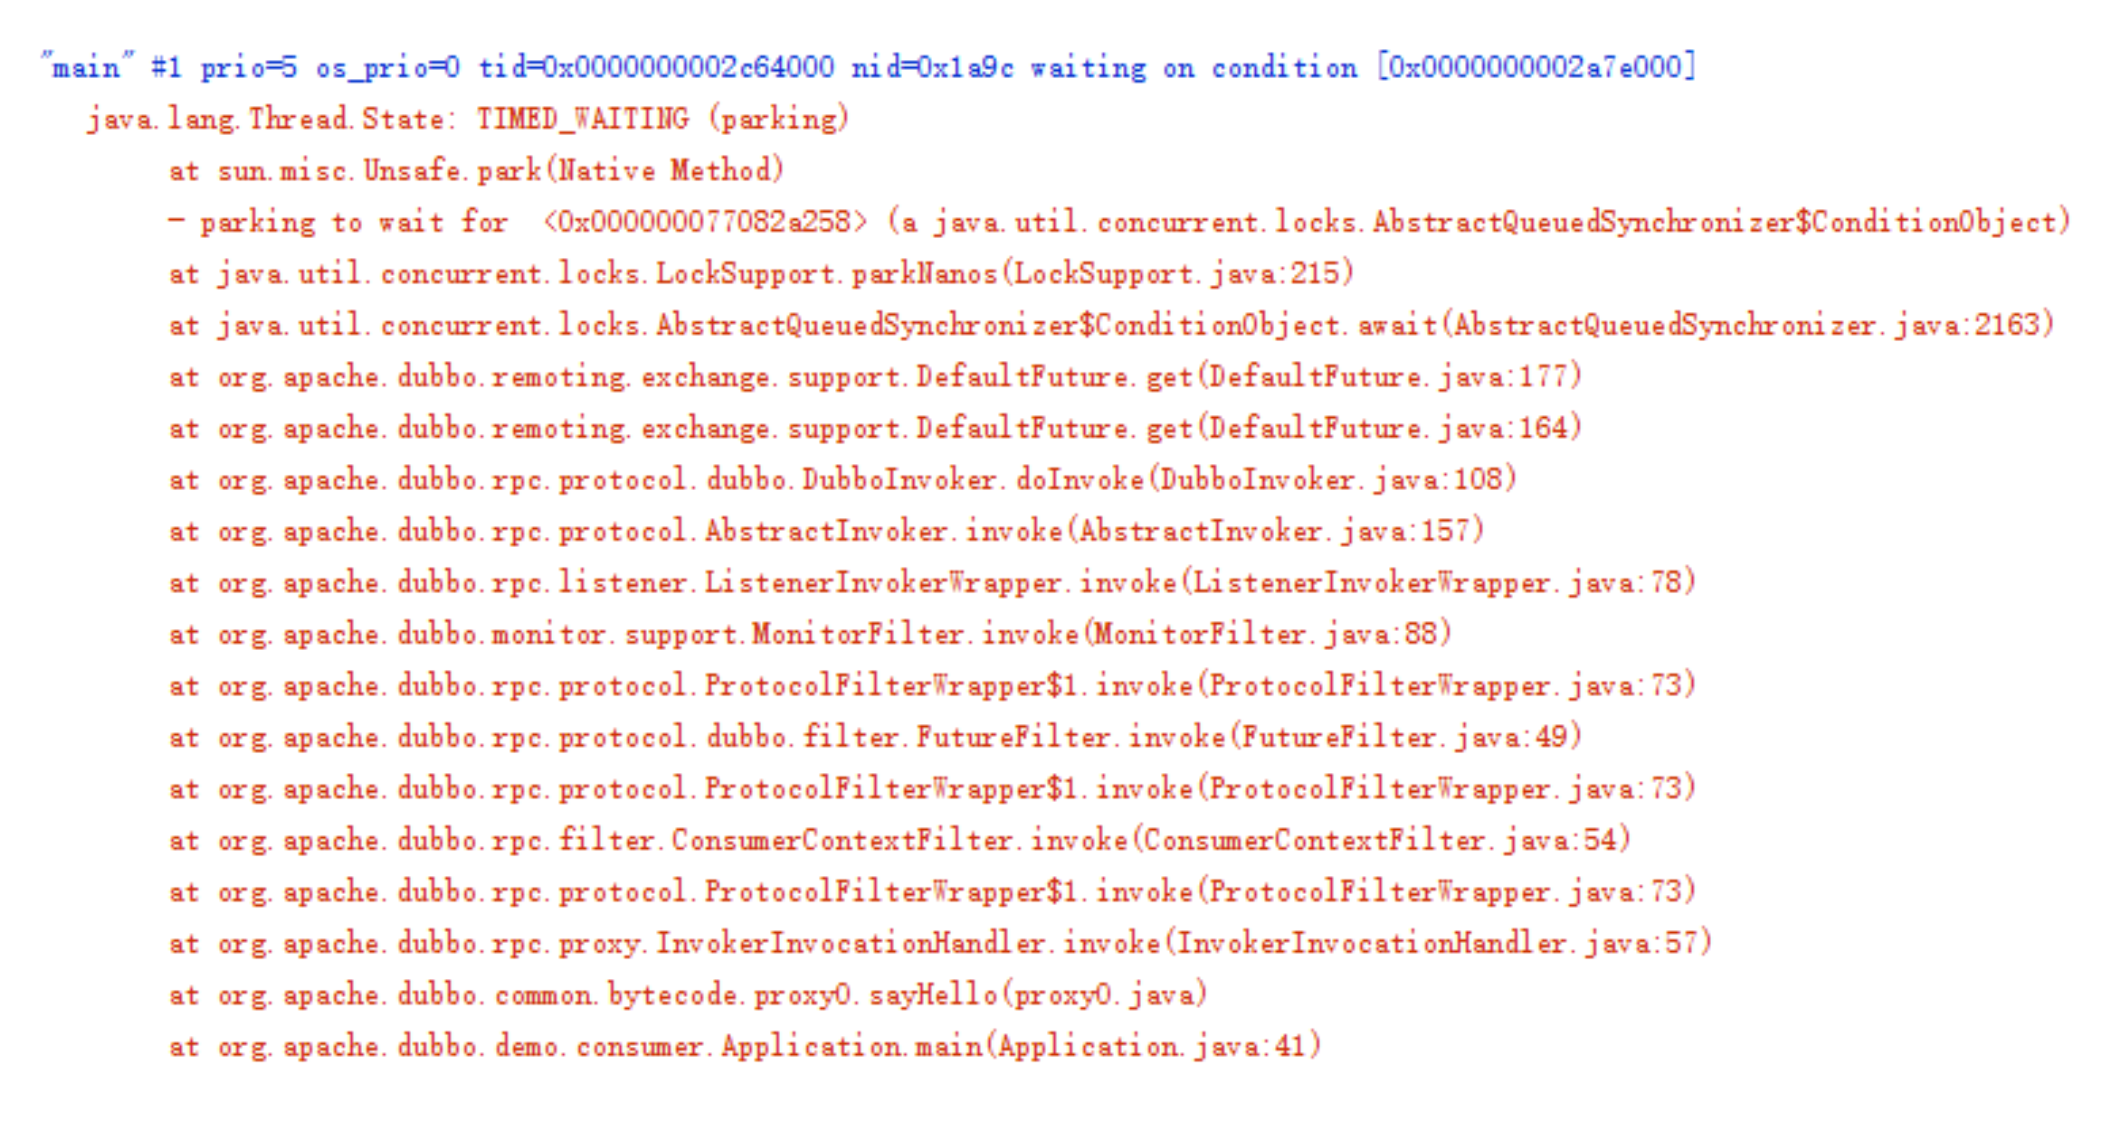 "main" #1 prio=5 os_prio=0 tid=0x0000000002c64000 nid=0x1a9c waiting on condition [0x0000000002a7e000]
java.lang.Thread.State: TIMED_WAITING (parking)
at sun.misc.Unsafe.park(Native Method)
- parking to wait for <0x000000077082a258> (a java.util.concurrent.locks.AbstractQueuedSynchronizer$ConditionObject)
at java.util.concurrent.locks.LockSupport.parkNanos(LockSupport.java:215)
at java.util.concurrent.locks.AbstractQueuedSynchronizer$ConditionObject.await(AbstractQueuedSynchronizer.java:2163)
at org.apache.dubbo.remoting.exchange.support.DefaultFuture.get(DefaultFuture.java:177)
at org.apache.dubbo.remoting.exchange.support.DefaultFuture.get(DefaultFuture.java:164)
at org.apache.dubbo.rpc.protocol.dubbo.DubboInvoker.doInvoke(DubboInvoker.java:108)
at org.apache.dubbo.rpc.protocol.AbstractInvoker.invoke(AbstractInvoker.java:157)
at org.apache.dubbo.rpc.listener.ListenerInvokerWrapper.invoke(ListenerInvokerWrapper.java:78)
at org.apache.dubbo.monitor.support.MonitorFilter.invoke(MonitorFilter.java:88)
at org.apache.dubbo.rpc.protocol.ProtocolFilterWrapper$1.invoke(ProtocolFilterWrapper.java:73)
at org.apache.dubbo.rpc.protocol.dubbo.filter.FutureFilter.invoke(FutureFilter.java:49)
at org.apache.dubbo.rpc.protocol.ProtocolFilterWrapper$1.invoke(ProtocolFilterWrapper.java:73)
at org.apache.dubbo.rpc.filter.ConsumerContextFilter.invoke(ConsumerContextFilter.java:54)
at org.apache.dubbo.rpc.protocol.ProtocolFilterWrapper$1.invoke(ProtocolFilterWrapper.java:73)
at org.apache.dubbo.rpc.proxy.InvokerInvocationHandler.invoke(InvokerInvocationHandler.java:57)
at org.apache.dubbo.common.bytecode.proxy0.sayHello(proxy0.java)
at org.apache.dubbo.demo.consumer.Application.main(Application.java:41)